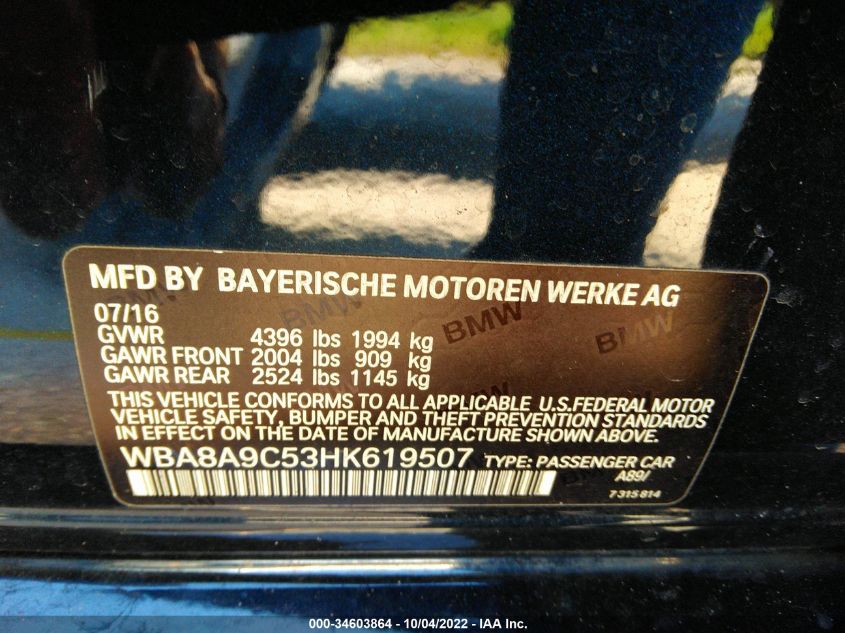 MFD BY BAYERISCHE MOTOREN WERKE AG
07/16
GVWR 4396 lbs 1994 kg
GAWR FRONT 2004 lbs 909 kg
GAWR REAR 2524 lbs 1145 kg
THIS VEHICLE CONFORMS TO ALL APPLICABLE U.S.FEDERAL MOTOR
VEHICLE SAFETY, BUMPER AND THEFT PREVENTION STANDARDS
IN EFFECT ON THE DATE OF MANUFACTURE SHOWN ABOVE.
WBA8A9C53HK619507 TYPE: PASSENGER CAR
A89/
7315814
BMW
BMW
000-34603864 - 10/04/2022 - IAA Inc.